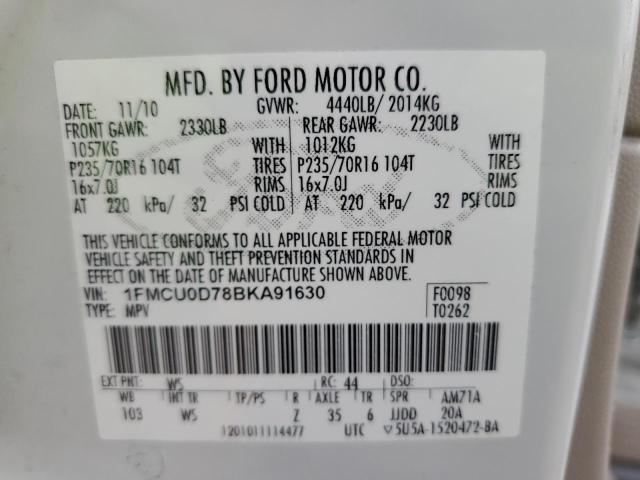 MFD. BY FORD MOTOR CO.
DATE: 11/10 GVWR: 4440LB/ 2014KG
FRONT GAWR: 2330LB REAR GAWR: 2230LB
1057KG WITH 1012KG WITH
P235/70R16 104T TIRES P235/70R16 104T TIRES
16x7.0J RIMS 16x7.0J RIMS
AT 220 kPa/ 32 PSI COLD AT 220 kPa/ 32 PSI COLD
THIS VEHICLE CONFORMS TO ALL APPLICABLE FEDERAL MOTOR
VEHICLE SAFETY AND THEFT PREVENTION STANDARDS IN
EFFECT ON THE DATE OF MANUFACTURE SHOWN ABOVE.
VIN: 1FMCU0D78BKA91630 F0098
TYPE: MPV T0262
EXT PNT: WS RC: 44 DSO:
WB INT TR TP/PS R AXLE TR SPR AM71A
103 WS Z 35 6 JJDD 20A
1201011114477 UTC ▽5U5A-1520472-BA